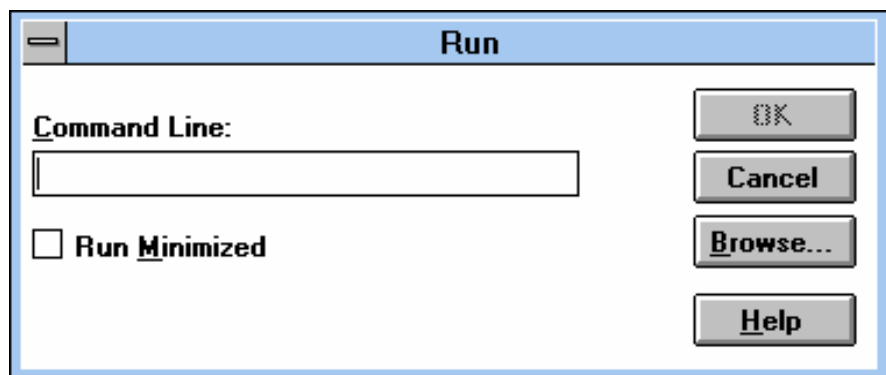 Run
Command Line:
OK
Cancel
Run Minimized
Browse...
Help